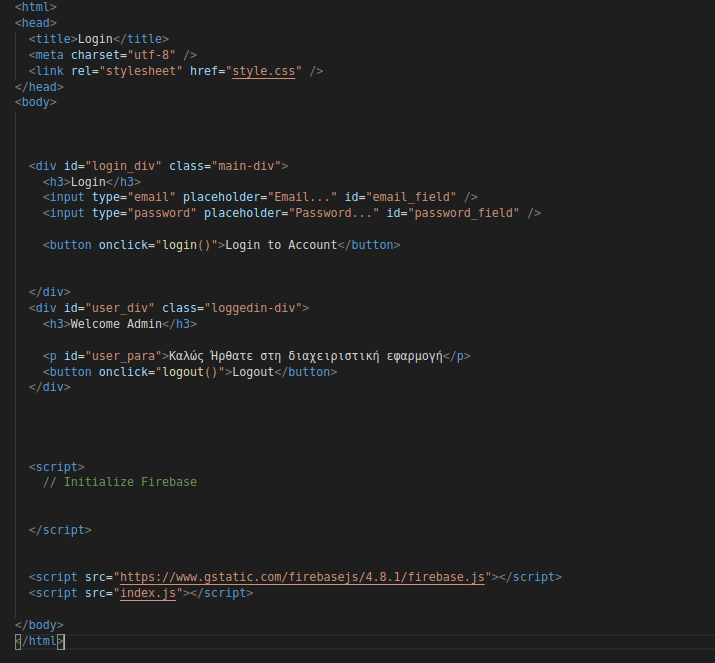 <html>
<head>
<title>Login</title>
<meta charset="utf-8" />
<link rel="stylesheet" href="style.css" />
</head>
<body>
<div id="login_div" class="main-div">
<h3>Login</h3>
<input type="email" placeholder="Email..." id="email_field" />
<input type="password" placeholder="Password..." id="password_field" />
<button onclick="login()">Login to Account</button>
</div>
<div id="user_div" class="loggedin-div">
<h3>Welcome Admin</h3>
<p id="user_para">Καλώς Ήρθατε στη διαχειριστική εφαρμογή</p>
<button onclick="logout()">Logout</button>
</div>
<script>
// Initialize Firebase
</script>
<script src="https://www.gstatic.com/firebasejs/4.8.1/firebase.js"></script>
<script src="index.js"></script>
</body>
</html>